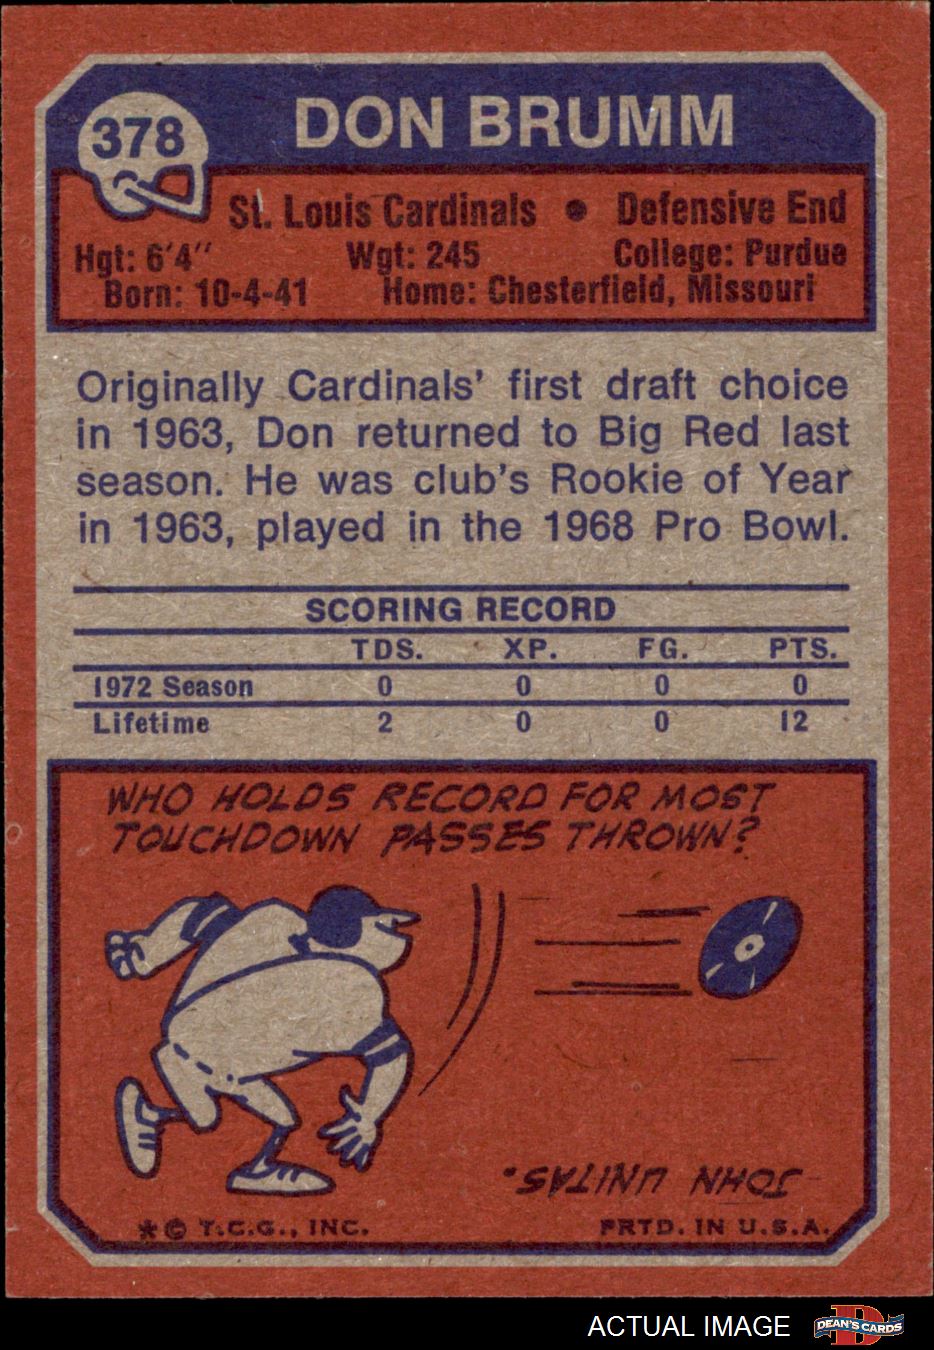 378
DON BRUMM
St. Louis Cardinals • Defensive End
Hgt: 6'4" Wgt: 245 College: Purdue
Born: 10-4-41 Home: Chesterfield, Missouri
Originally Cardinals' first draft choice
in 1963, Don returned to Big Red last
season. He was club's Rookie of Year
in 1963, played in the 1968 Pro Bowl.
SCORING RECORD
TDS. XP. FG. PTS.
1972 Season 0 0 0 0
Lifetime 2 0 0 12
WHO HOLDS RECORD FOR MOST
TOUCHDOWN PASSES THROWN?
JOHN UNITAS.
* © T.C.G., INC. PRTD. IN U.S.A.
ACTUAL IMAGE
D
DEAN'S CARDS